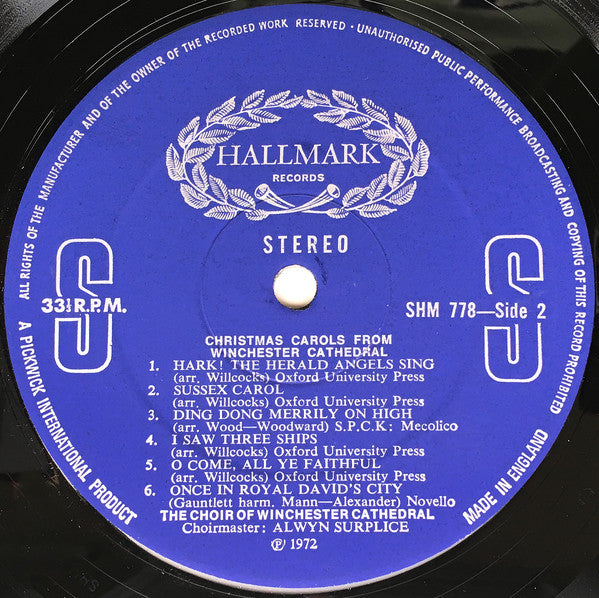 ALL RIGHTS OF THE MANUFACTURER AND OF THE OWNER OF THE RECORDED WORK RESERVED · UNAUTHORISED PUBLIC PERFORMANCE BROADCASTING AND COPYING OF THIS RECORD PROHIBITED
HALLMARK
RECORDS
STEREO
S S
33⅓ R.P.M.
SHM 778—Side 2
CHRISTMAS CAROLS FROM
WINCHESTER CATHEDRAL
1. HARK! THE HERALD ANGELS SING
(arr. Willcocks) Oxford University Press
2. SUSSEX CAROL
(arr. Willcocks) Oxford University Press
3. DING DONG MERRILY ON HIGH
(arr. Wood—Woodward) S.P.C.K: Mecolico
4. I SAW THREE SHIPS
(arr. Willcocks) Oxford University Press
5. O COME, ALL YE FAITHFUL
(arr. Willcocks) Oxford University Press
6. ONCE IN ROYAL DAVID'S CITY
(Gauntlett harm. Mann—Alexander) Novello
THE CHOIR OF WINCHESTER CATHEDRAL
Choirmaster: ALWYN SURPLICE
℗ 1972
A PICKWICK INTERNATIONAL PRODUCT
MADE IN ENGLAND